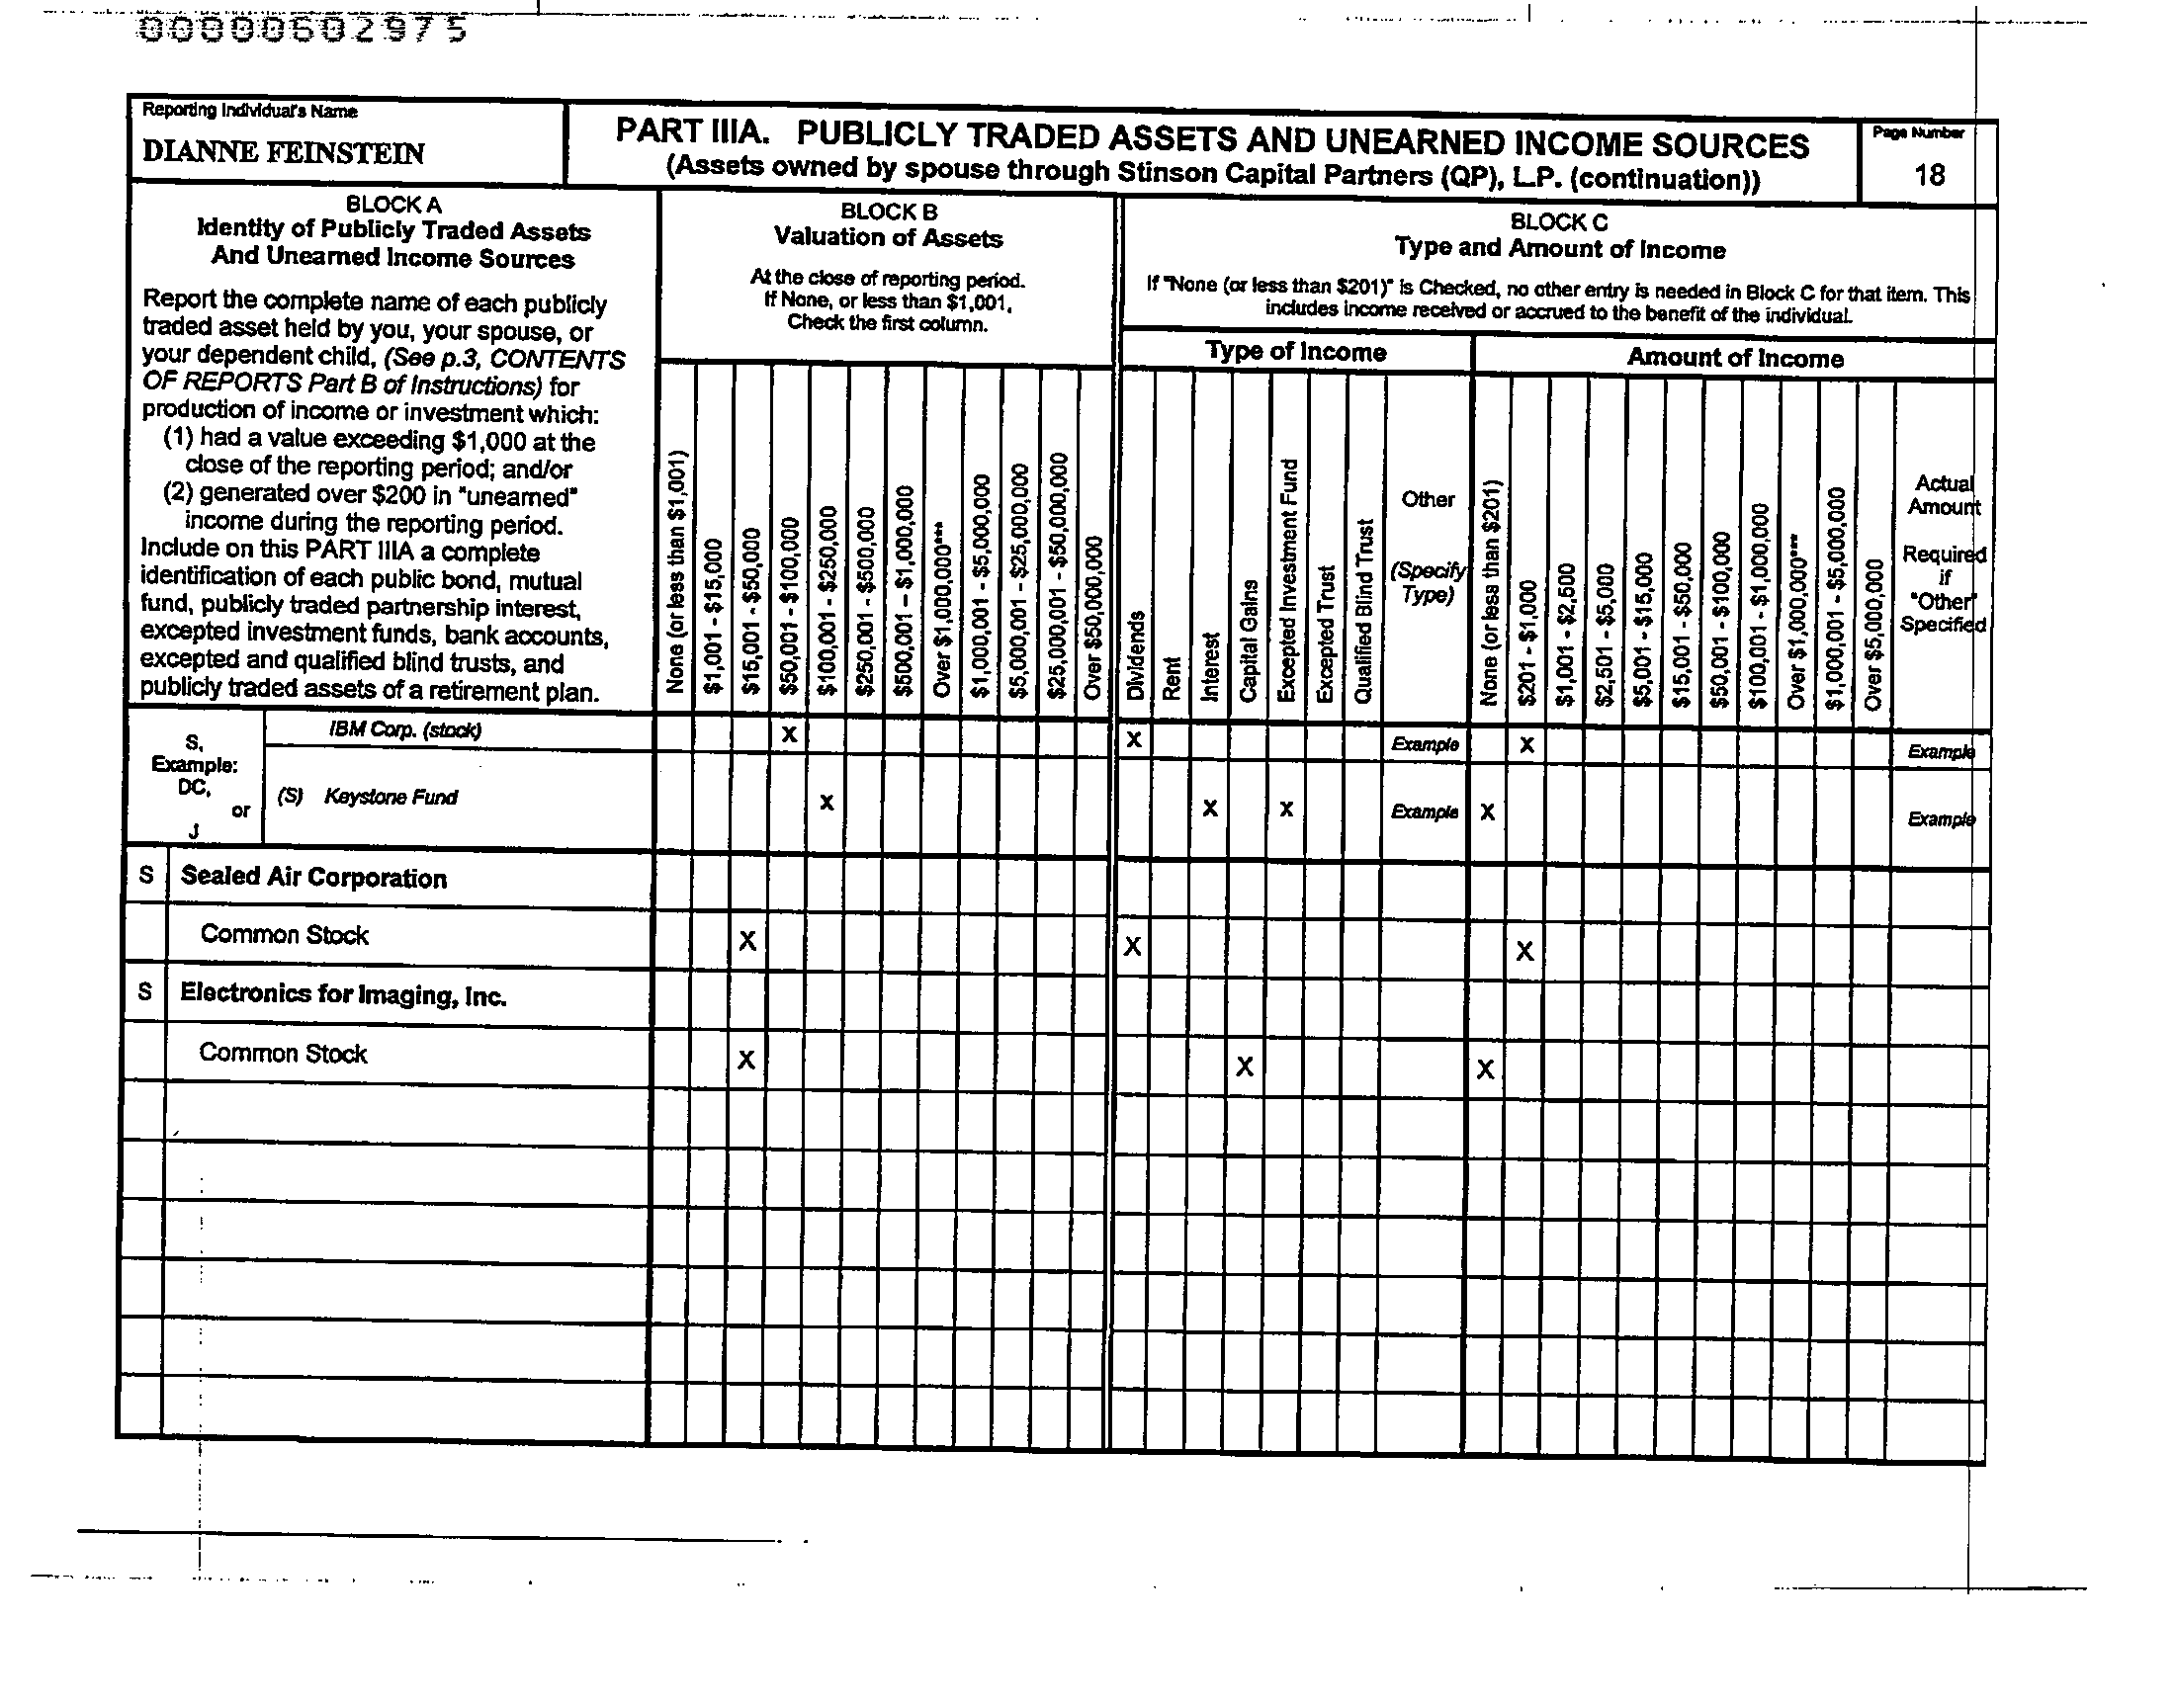 00000602975
Reporting Individual's Name
DIANNE FEINSTEIN
PART IIIA. PUBLICLY TRADED ASSETS AND UNEARNED INCOME SOURCES
(Assets owned by spouse through Stinson Capital Partners (QP), L.P. (continuation))
Page Number
18
BLOCK A
Identity of Publicly Traded Assets
And Unearned Income Sources
Report the complete name of each publicly
traded asset held by you, your spouse, or
your dependent child, (See p.3, CONTENTS
OF REPORTS Part B of Instructions) for
production of income or investment which:
(1) had a value exceeding $1,000 at the
close of the reporting period; and/or
(2) generated over $200 in "unearned"
income during the reporting period.
Include on this PART IIIA a complete
identification of each public bond, mutual
fund, publicly traded partnership interest,
excepted investment funds, bank accounts,
excepted and qualified blind trusts, and
publicly traded assets of a retirement plan.
BLOCK B
Valuation of Assets
At the close of reporting period.
If None, or less than $1,001,
Check the first column.
None (or less than $1,001)
$1,001 - $15,000
$15,001 - $50,000
$50,001 - $100,000
$100,001 - $250,000
$250,001 - $500,000
$500,001 – $1,000,000
Over $1,000,000***
$1,000,001 - $5,000,000
$5,000,001 - $25,000,000
$25,000,001 - $50,000,000
Over $50,000,000
BLOCK C
Type and Amount of Income
If "None (or less than $201)" is Checked, no other entry is needed in Block C for that item. This
includes income received or accrued to the benefit of the individual.
Type of Income
Dividends
Rent
Interest
Capital Gains
Excepted Investment Fund
Excepted Trust
Qualified Blind Trust
Other
(Specify
Type)
Amount of Income
None (or less than $201)
$201 - $1,000
$1,001 - $2,500
$2,501 - $5,000
$5,001 - $15,000
$15,001 - $50,000
$50,001 - $100,000
$100,001 - $1,000,000
Over $1,000,000***
$1,000,001 - $5,000,000
Over $5,000,000
Actual
Amount
Required
if
"Other"
Specified
S,
Example:
DC,
or
J
IBM Corp. (stock) X X Example X Example
(S) Keystone Fund X X X Example X Example
S Sealed Air Corporation
Common Stock X X X
S Electronics for Imaging, Inc.
Common Stock X X X